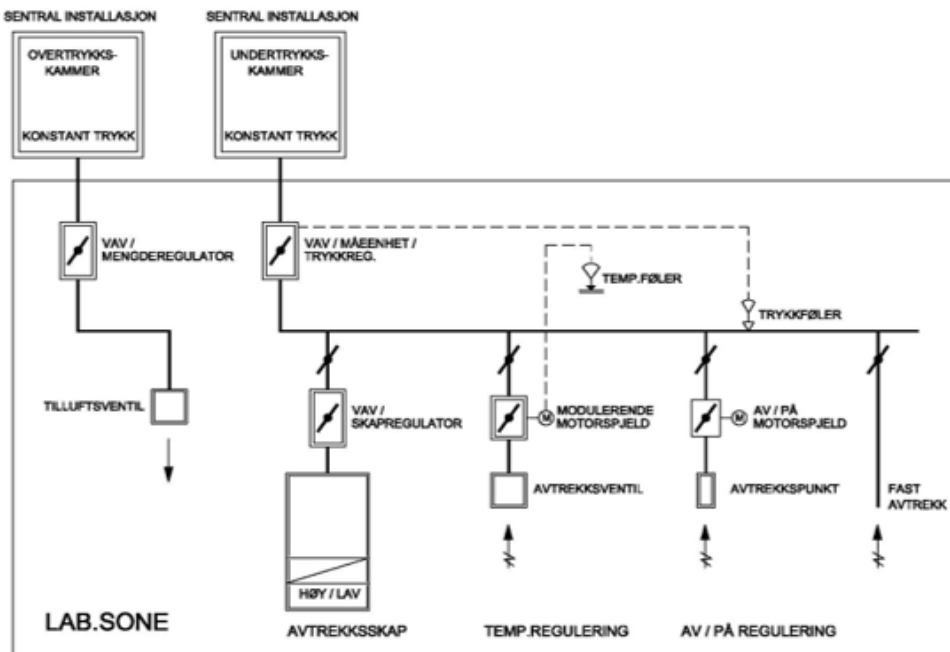 SENTRAL INSTALLASJON
SENTRAL INSTALLASJON
OVERTRYKKS-
KAMMER
KONSTANT TRYKK
UNDERTRYKKS-
KAMMER
KONSTANT TRYKK
VAV /
MENGDEREGULATOR
VAV / MÅEENHET /
TRYKKREG.
TEMP.FØLER
TRYKKFØLER
TILLUFTSVENTIL
VAV /
SKAPREGULATOR
M
MODULERENDE
MOTORSPJELD
M
AV / PÅ
MOTORSPJELD
AVTREKKSVENTIL
AVTREKKSPUNKT
FAST
AVTREKK
HØY / LAV
LAB.SONE
AVTREKKSSKAP
TEMP.REGULERING
AV / PÅ REGULERING